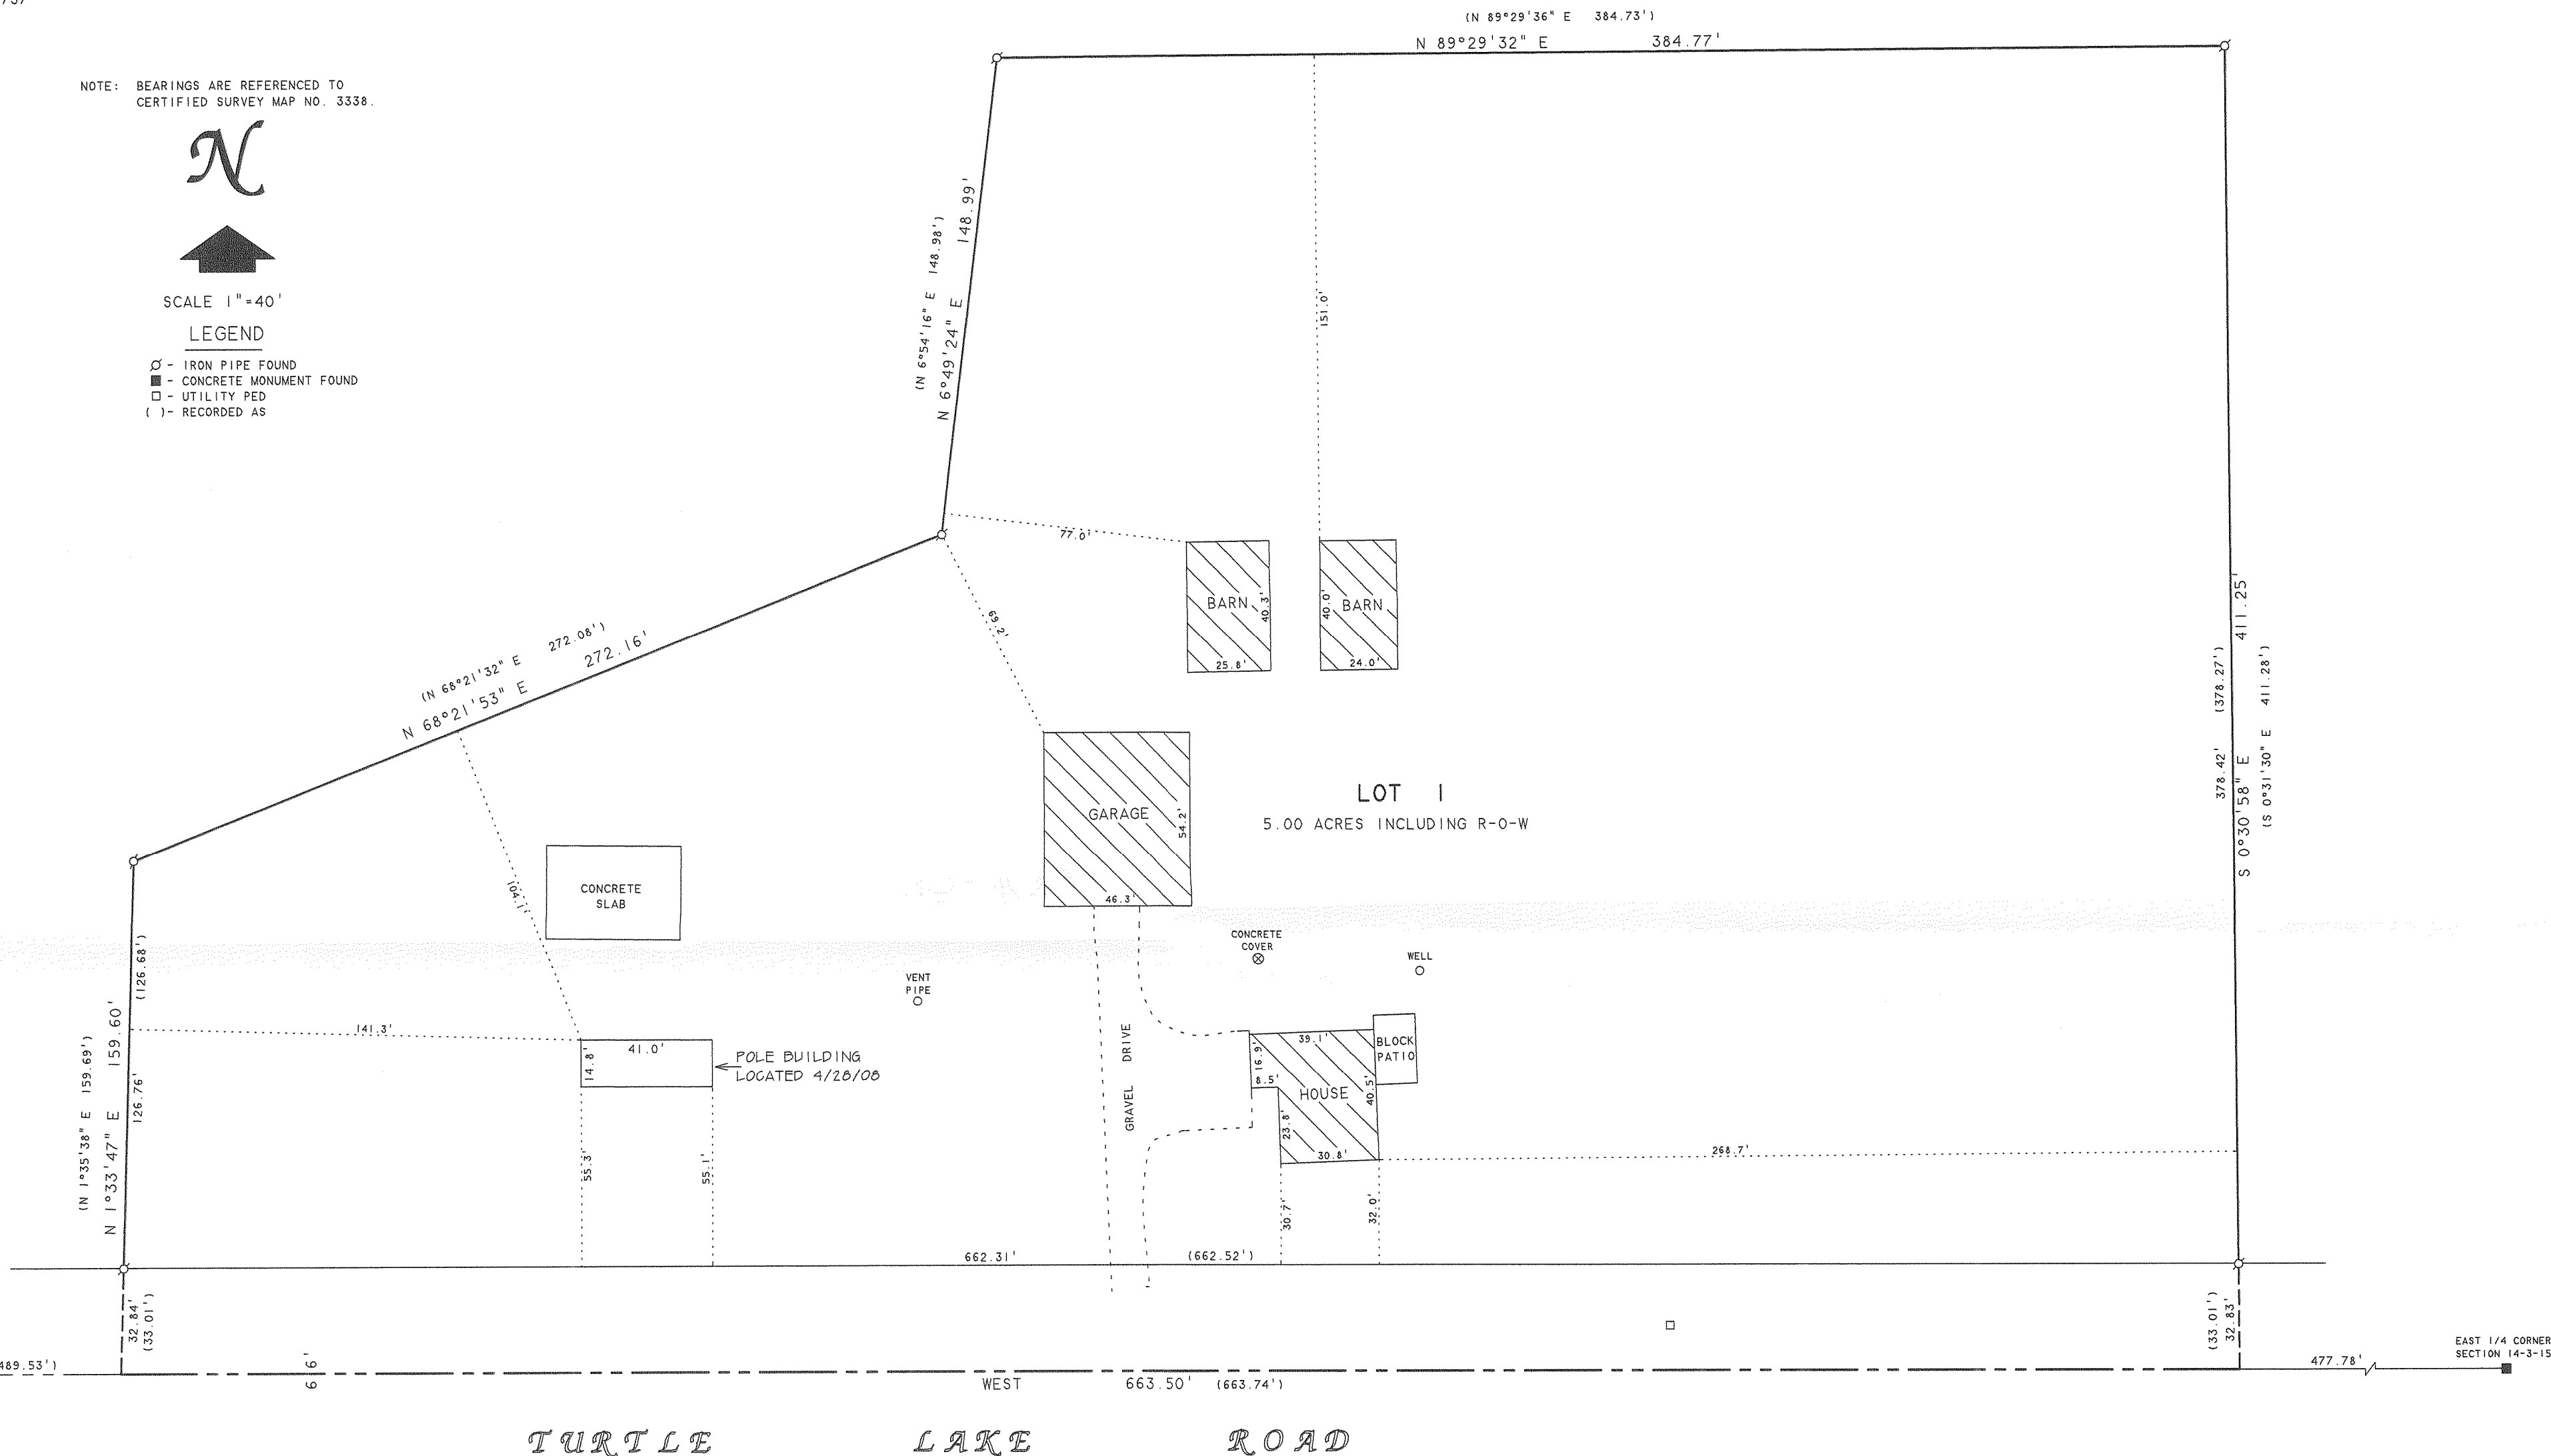 (N 89°29'36" E 384.73')
N 89°29'32" E 384.77'
NOTE: BEARINGS ARE REFERENCED TO
CERTIFIED SURVEY MAP NO. 3338.
N
SCALE 1"=40'
LEGEND
Ø - IRON PIPE FOUND
■ - CONCRETE MONUMENT FOUND
□ - UTILITY PED
( )- RECORDED AS
(N 6°54'16" E 148.98')
N 6°49'24" E 148.99'
151.0'
77.0'
69.2'
BARN
40.3'
25.8'
BARN
40.0'
24.0'
(N 68°21'32" E 272.08')
N 68°21'53" E 272.16'
411.25'
S 0°30'58" E
(S 0°31'30" E 411.28')
378.42' (378.27')
GARAGE
54.2'
46.3'
LOT 1
5.00 ACRES INCLUDING R-O-W
CONCRETE
SLAB
104.1'
CONCRETE
COVER
WELL
VENT
PIPE
(N 1°35'38" E 159.69')
N 1°33'47" E 159.60'
126.76' (126.68')
141.3'
41.0'
14.8'
POLE BUILDING
LOCATED 4/28/08
55.3'
55.1'
GRAVEL DRIVE
39.1'
16.9'
8.5'
HOUSE
40.5'
23.8'
30.8'
BLOCK
PATIO
268.7'
30.7'
32.0'
662.31' (662.52')
32.84'
(33.01')
(33.01')
32.83'
489.53')
66'
WEST 663.50' (663.74')
477.78'
EAST 1/4 CORNER
SECTION 14-3-15
TURTLE LAKE ROAD